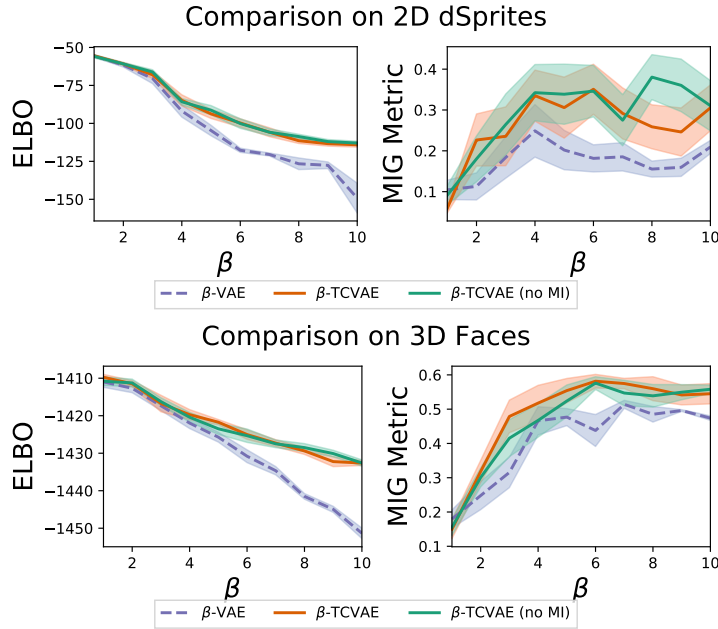 Comparison on 2D dSprites
−50
−75
−100
−125
−150
ELBO
2 4 6 8 10
β
0.4
0.3
0.2
0.1
MIG Metric
2 4 6 8 10
β
β-VAE β-TCVAE β-TCVAE (no MI)
Comparison on 3D Faces
−1410
−1420
−1430
−1440
−1450
ELBO
2 4 6 8 10
β
0.6
0.5
0.4
0.3
0.2
0.1
MIG Metric
2 4 6 8 10
β
β-VAE β-TCVAE β-TCVAE (no MI)